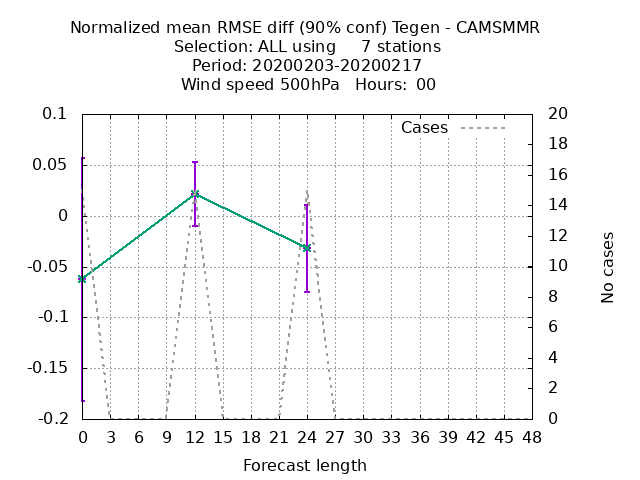 Normalized mean RMSE diff (90% conf) Tegen - CAMSMMR
Selection: ALL using 7 stations
Period: 20200203-20200217
Wind speed 500hPa Hours: 00
Cases
0.1
0.05
0
-0.05
-0.1
-0.15
-0.2
20
18
16
14
12
10
8
6
4
2
0
No cases
0 3 6 9 12 15 18 21 24 27 30 33 36 39 42 45 48
Forecast length